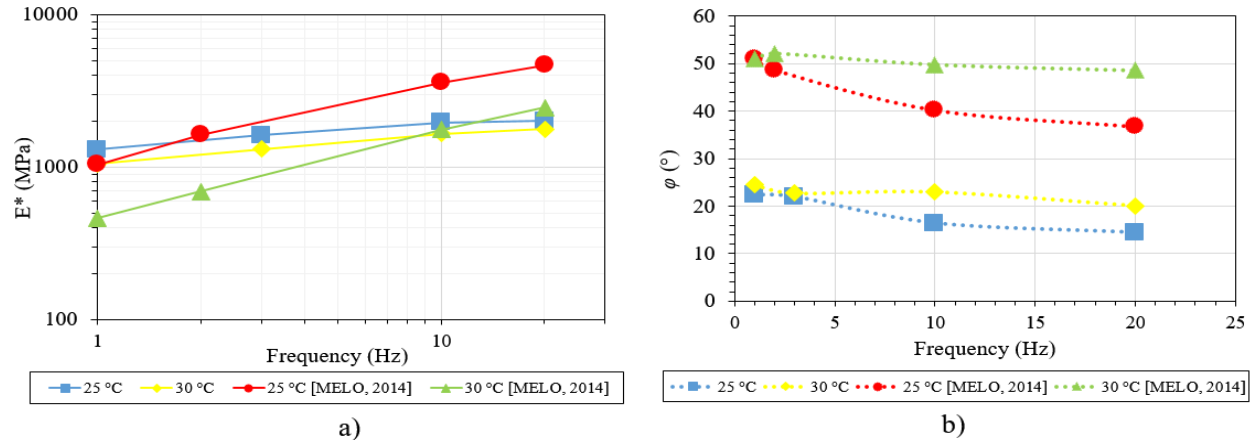 10000
1000
100
E* (MPa)
1
10
Frequency (Hz)
25 °C
30 °C
25 °C [MELO, 2014]
30 °C [MELO, 2014]
a)
60
50
40
30
20
10
0
φ (°)
0
5
10
15
20
25
Frequency (Hz)
25 °C
30 °C
25 °C [MELO, 2014]
30 °C [MELO, 2014]
b)